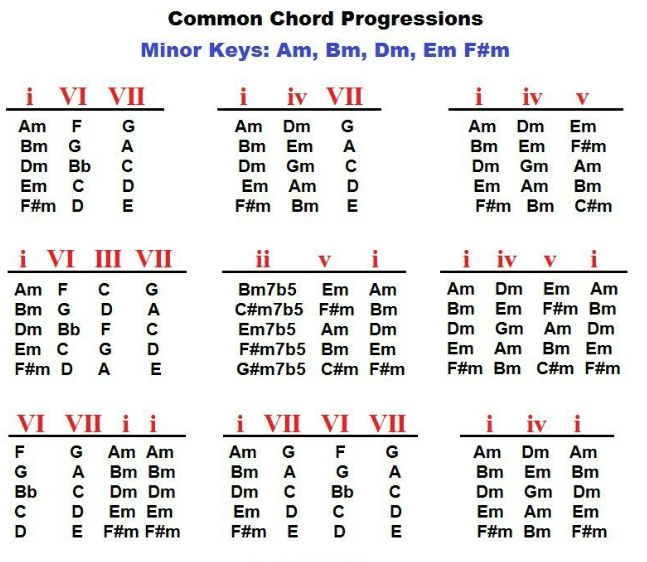 Common Chord Progressions
Minor Keys: Am, Bm, Dm, Em F#m
i VI VII
Am F G
Bm G A
Dm Bb C
Em C D
F#m D E
i iv VII
Am Dm G
Bm Em A
Dm Gm C
Em Am D
F#m Bm E
i iv v
Am Dm Em
Bm Em F#m
Dm Gm Am
Em Am Bm
F#m Bm C#m
i VI III VII
Am F C G
Bm G D A
Dm Bb F C
Em C G D
F#m D A E
ii v i
Bm7b5 Em Am
C#m7b5 F#m Bm
Em7b5 Am Dm
F#m7b5 Bm Em
G#m7b5 C#m F#m
i iv v i
Am Dm Em Am
Bm Em F#m Bm
Dm Gm Am Dm
Em Am Bm Em
F#m Bm C#m F#m
VI VII i i
F G Am Am
G A Bm Bm
Bb C Dm Dm
C D Em Em
D E F#m F#m
i VII VI VII
Am G F G
Bm A G A
Dm C Bb C
Em D C D
F#m E D E
i iv i
Am Dm Am
Bm Em Bm
Dm Gm Dm
Em Am Em
F#m Bm F#m